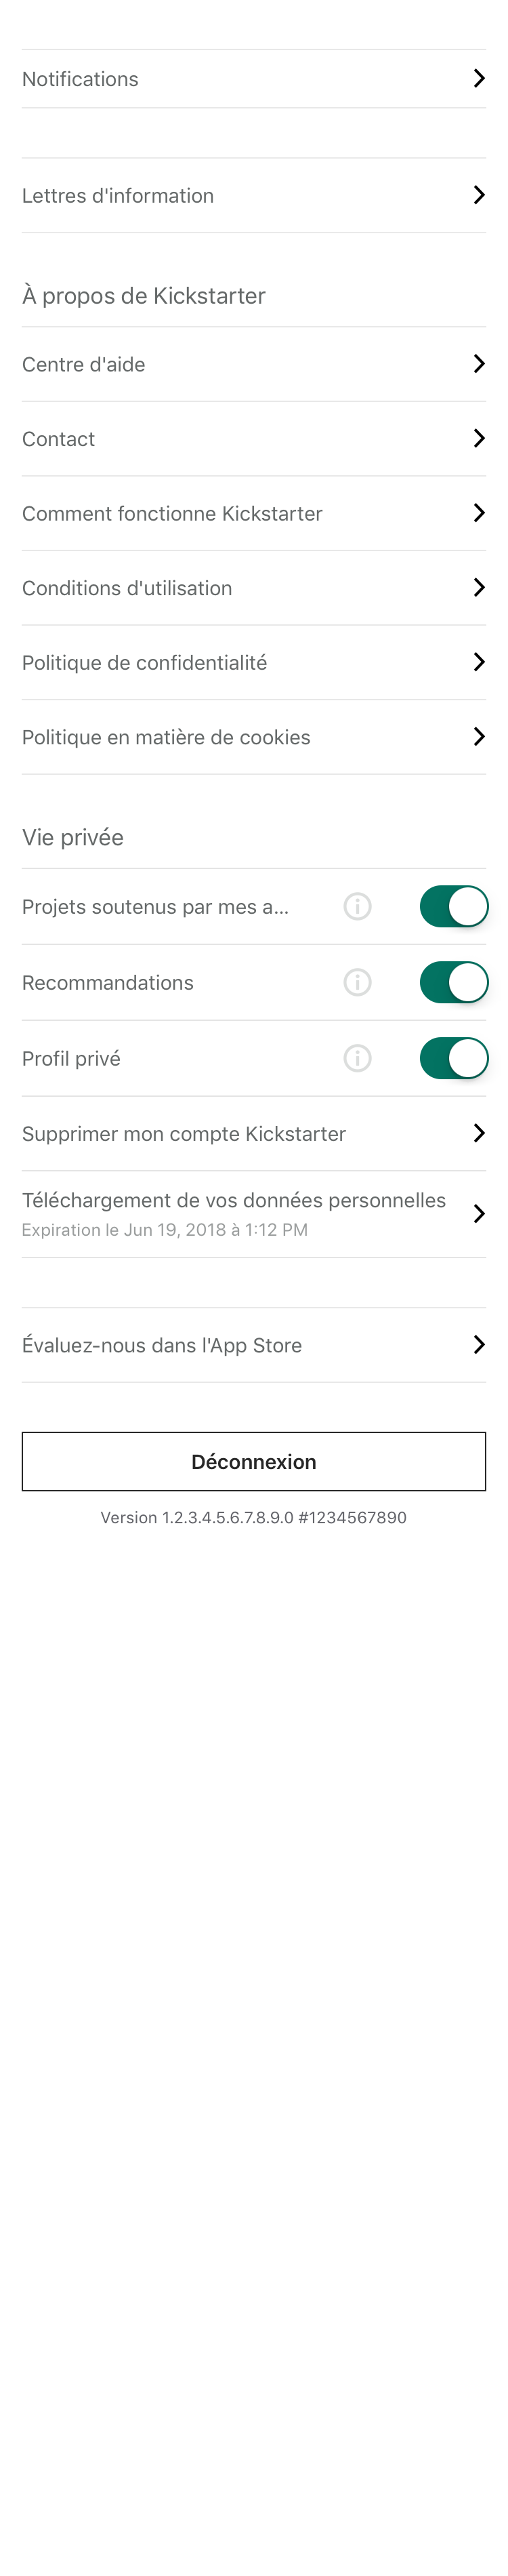 Notifications
Lettres d'information
À propos de Kickstarter
Centre d'aide
Contact
Comment fonctionne Kickstarter
Conditions d'utilisation
Politique de confidentialité
Politique en matière de cookies
Vie privée
Projets soutenus par mes a...
Recommandations
Profil privé
Supprimer mon compte Kickstarter
Téléchargement de vos données personnelles
Expiration le Jun 19, 2018 à 1:12 PM
Évaluez-nous dans l'App Store
Déconnexion
Version 1.2.3.4.5.6.7.8.9.0 #1234567890